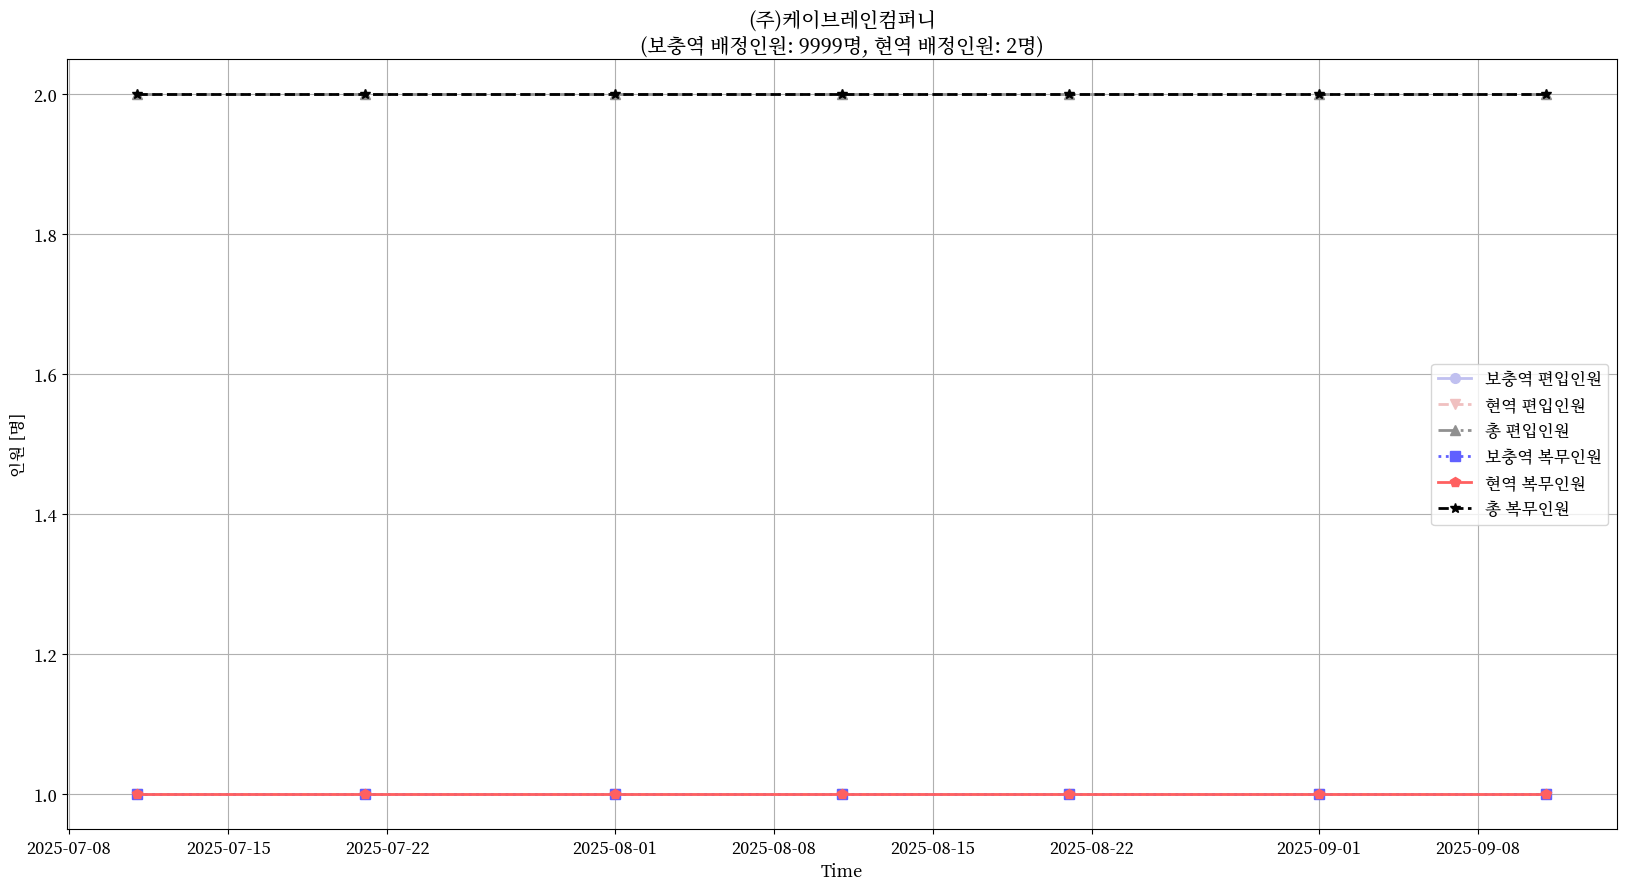 (주)케이브레인컴퍼니
(보충역 배정인원: 9999명, 현역 배정인원: 2명)
인원 [명]
2.0
1.8
1.6
1.4
1.2
1.0
보충역 편입인원
현역 편입인원
총 편입인원
보충역 복무인원
현역 복무인원
총 복무인원
2025-07-08
2025-07-15
2025-07-22
2025-08-01
2025-08-08
2025-08-15
2025-08-22
2025-09-01
2025-09-08
Time